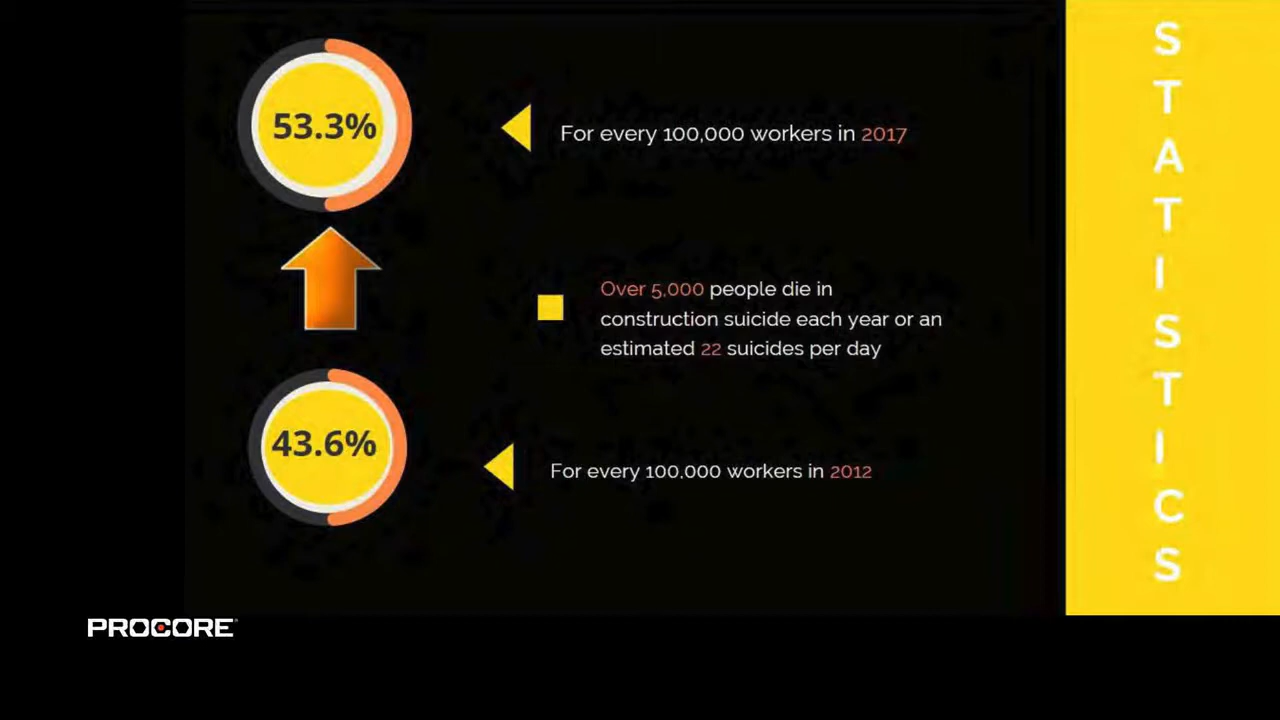 53.3%
For every 100,000 workers in 2017
Over 5,000 people die in
construction suicide each year or an
estimated 22 suicides per day
43.6%
For every 100,000 workers in 2012
STATISTICS
PROCORE